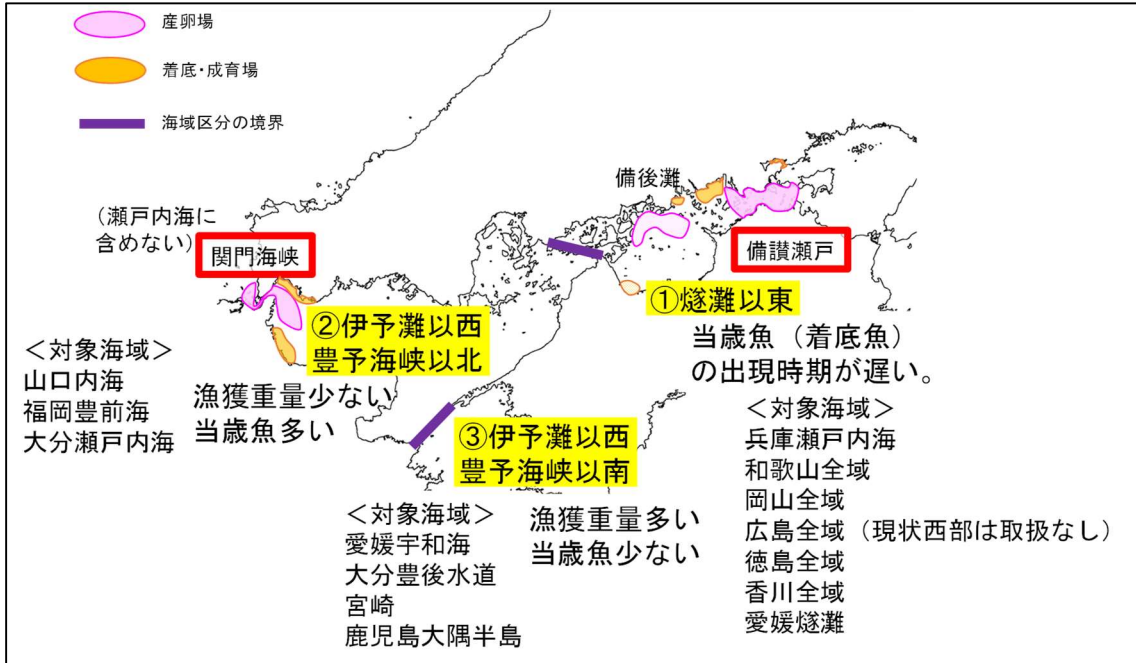 産卵場
着底・成育場
海域区分の境界
(瀬戸内海に
含めない)
関門海峡
備後灘
備讃瀬戸
①燧灘以東
当歳魚（着底魚）
の出現時期が遅い。
＜対象海域＞
兵庫瀬戸内海
和歌山全域
岡山全域
広島全域（現状西部は取扱なし）
徳島全域
香川全域
愛媛燧灘
②伊予灘以西
豊予海峡以北
漁獲重量少ない
当歳魚多い
＜対象海域＞
山口内海
福岡豊前海
大分瀬戸内海
③伊予灘以西
豊予海峡以南
漁獲重量多い
当歳魚少ない
＜対象海域＞
愛媛宇和海
大分豊後水道
宮崎
鹿児島大隅半島